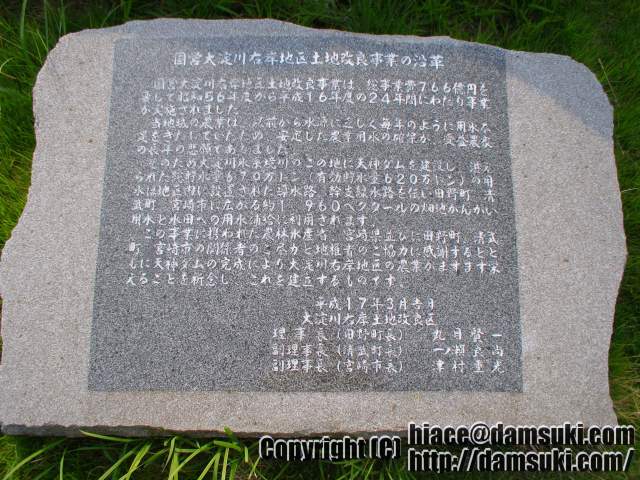 国営大淀川右岸地区土地改良事業の沿革
国営大淀川右岸地区土地改良事業は、総事業費766億円を
昭和56年度から平成16年度の24年間にわたり事業
が実施されました。
当地域の農業は、以前から水源に乏しく毎年のように用水不
足をきたしていたため、安定した農業用水の確保が、受益農家
の長年の悲願でありました。
そのため大淀川水系境川のこの地に天神ダムを建設し、
られた総貯水量670万トン(有効貯水量620万トン)の用
水は地区内に設置された導水路、幹支線水路を伝い田野町、清
武町、宮崎市に広がる約1,960ヘクタールの畑地かんがい
用水と水田への用水補給に利用されます。
この事業に携われた農林水産省、宮崎県並びに田野町、清武
町、宮崎市の関係者のご尽力と地権者のご協力に感謝するとと
もに天神ダムの完成により大淀川右岸地区の農業がますます栄
えることを祈念し、これを建立するものです。
平成17年3月吉日
大淀川右岸土地改良区
理事長(田野町長) 丸目賢一
副理事長(清武町長) 一ノ瀬良尚
副理事長(宮崎市長) 津村重光
Copyright (C) hiace@damsuki.com
http://damsuki.com/